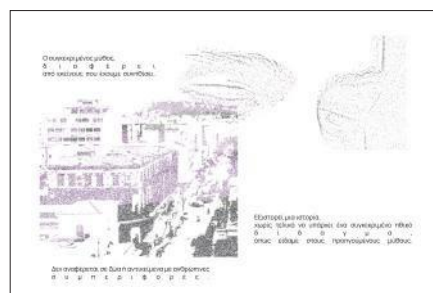 Ο συγκεκριμένος μύθος,
δ ι α φ έ ρ ε ι
από εκείνους που έχουμε συνηθίσει.
Εξιστορεί μια ιστορία,
χωρίς τελικά να υπάρχει ένα συγκεκριμένο ηθικό
δ ί δ α γ μ α ,
όπως είδαμε στους προηγούμενους μύθους.
Δεν αναφέρεται σε ζώα ή αντικείμενα με ανθρώπινες
σ υ μ π ε ρ ι φ ο ρ έ ς .